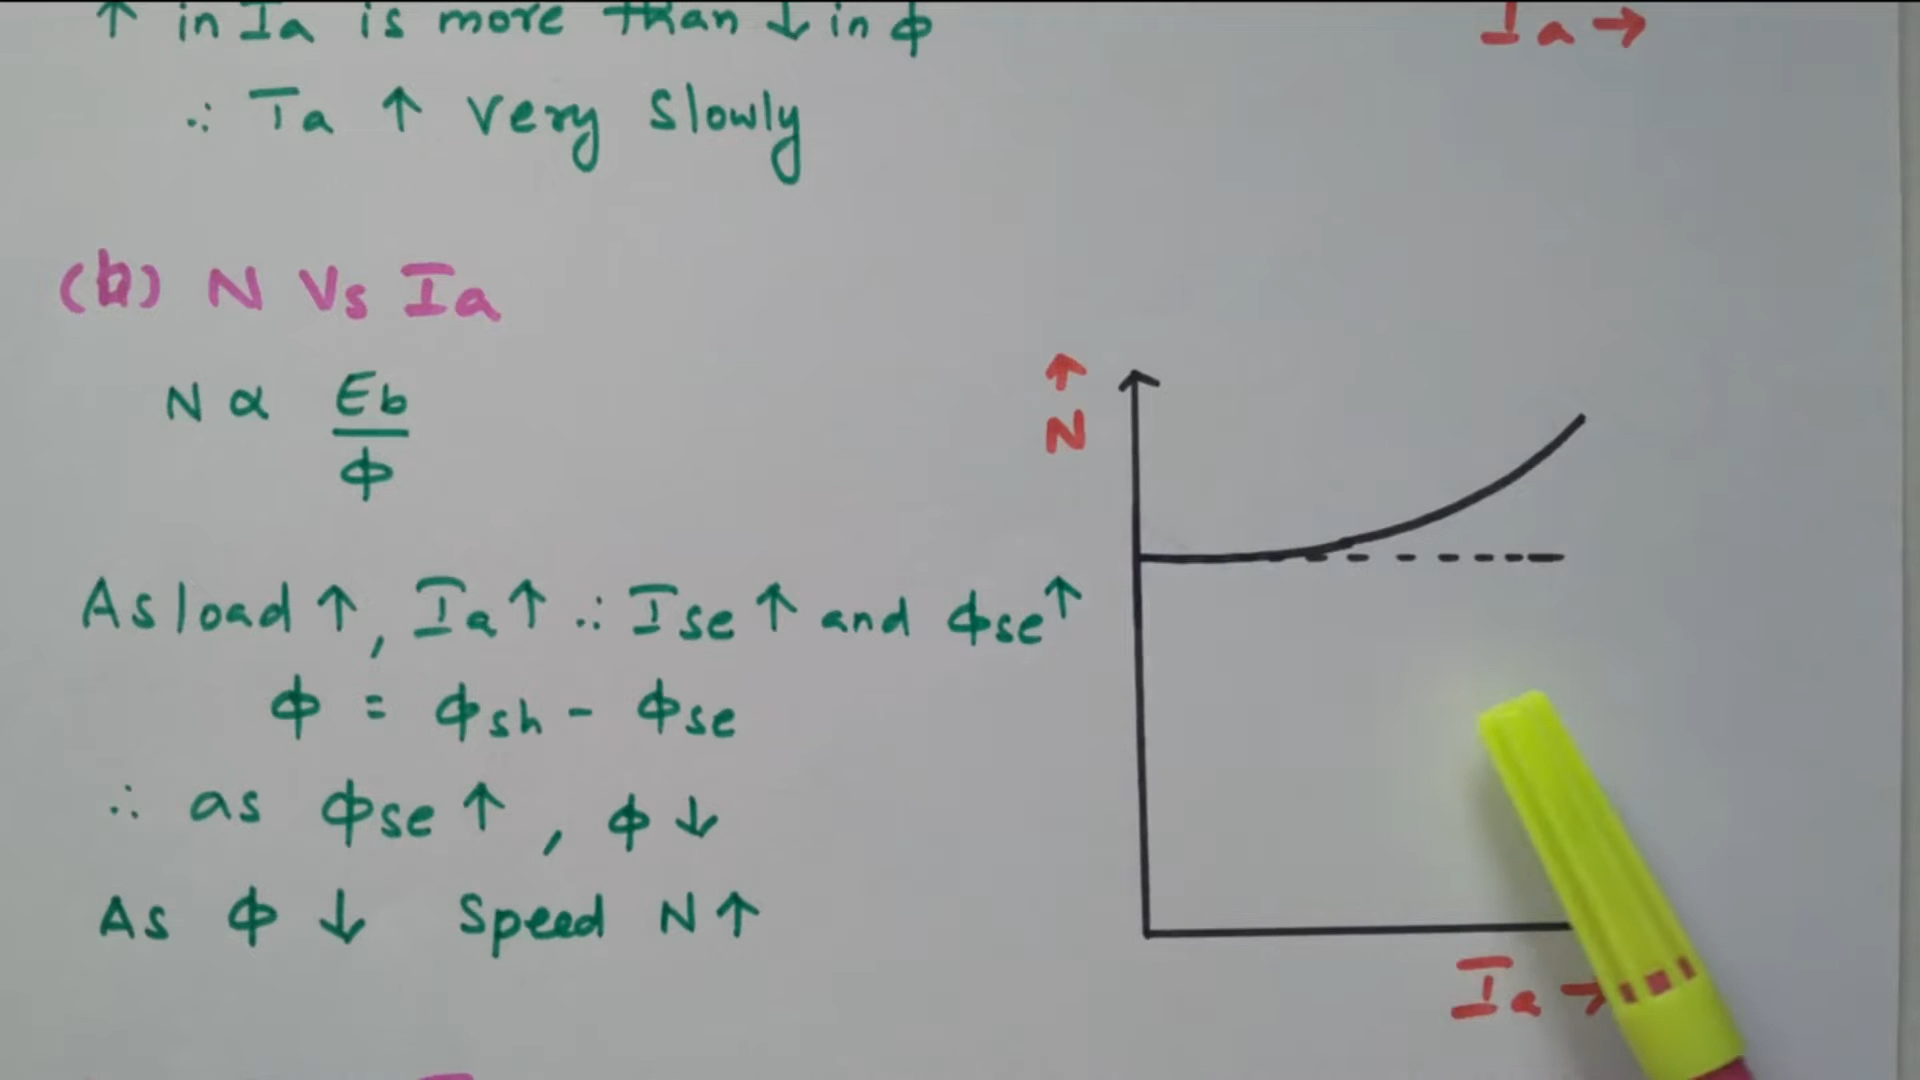 ↑ in Ia is more than ↓ in ϕ
Ia →
∴ Ta ↑ very slowly
(b) N Vs Ia
N ∝ Eb
ϕ
↑
N
As load ↑, Ia ↑ ∴ Ise ↑ and ϕse ↑
ϕ = ϕsh - ϕse
∴ as ϕse ↑, ϕ ↓
As ϕ ↓ Speed N ↑
Ia →